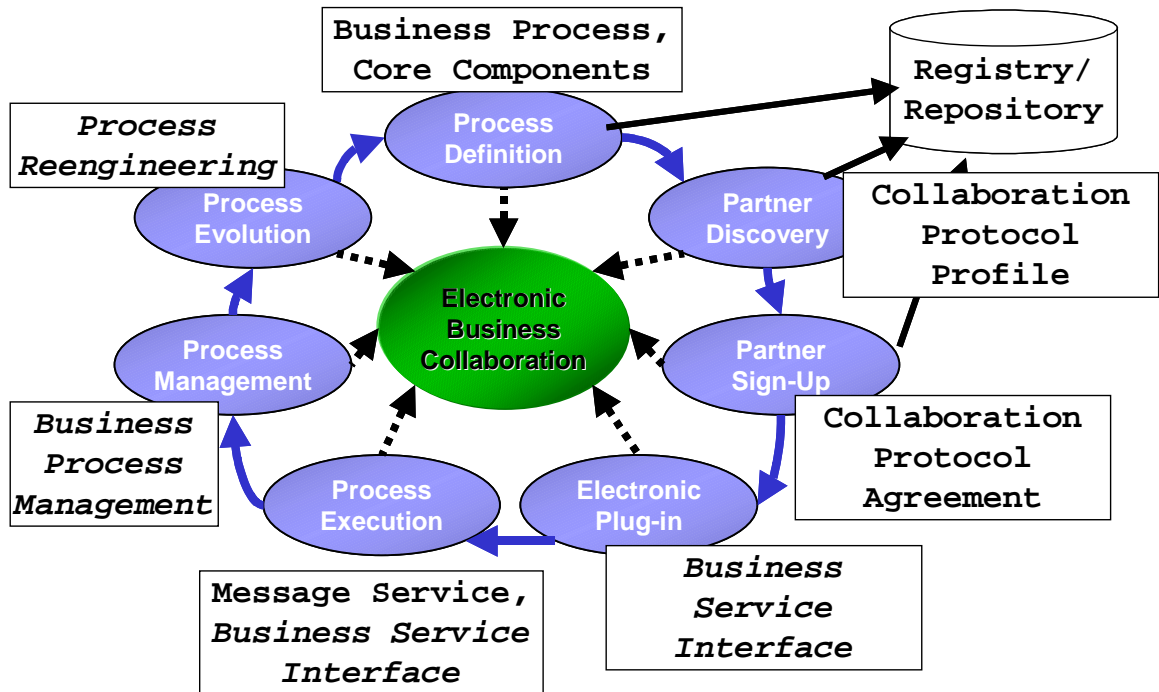 Business Process,
Core Components
Registry/
Repository
Process
Reengineering
Process
Definition
Process
Evolution
Partner
Discovery
Collaboration
Protocol
Profile
Electronic
Business
Collaboration
Process
Management
Partner
Sign-Up
Business
Process
Management
Collaboration
Protocol
Agreement
Process
Execution
Electronic
Plug-in
Message Service,
Business Service
Interface
Business
Service
Interface